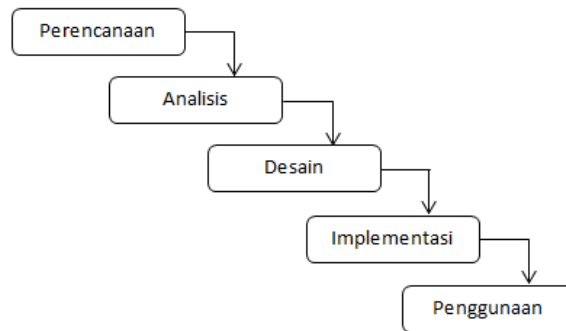 Perencanaan
Analisis
Desain
Implementasi
Penggunaan